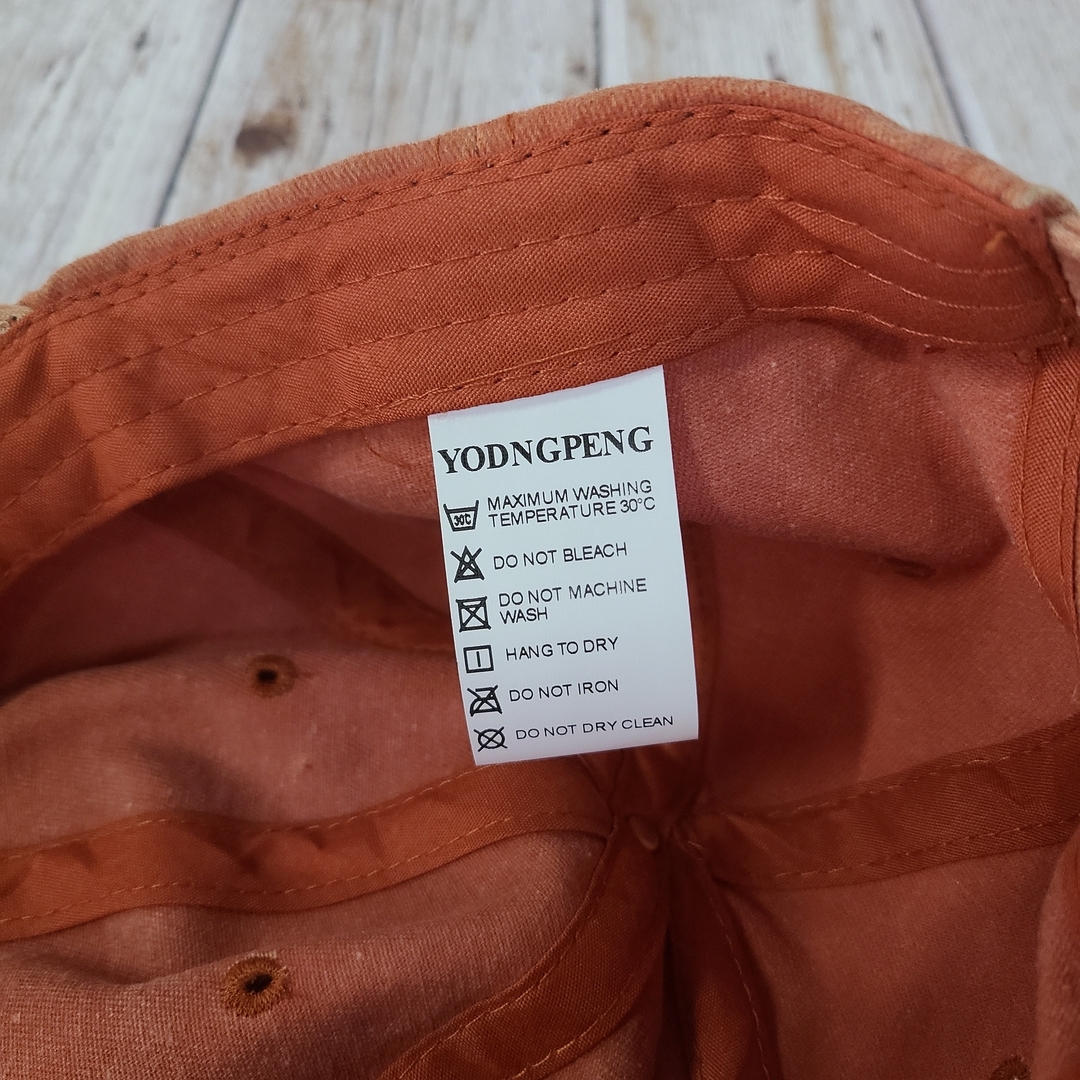 YODNGPENG
30°C MAXIMUM WASHING
TEMPERATURE 30°C
DO NOT BLEACH
DO NOT MACHINE
WASH
HANG TO DRY
DO NOT IRON
DO NOT DRY CLEAN